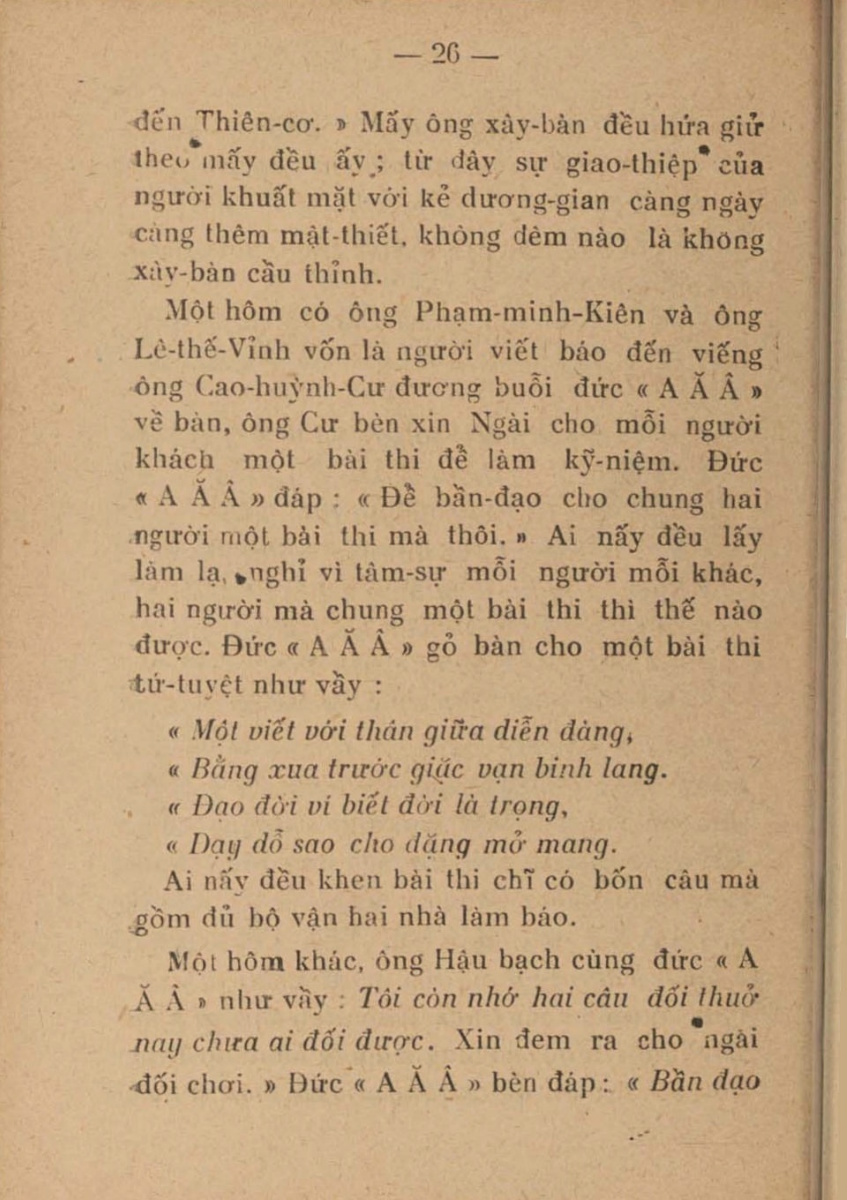 — 26 —
đến Thiên-cơ. » Mấy ông xây-bàn đều hứa giữ
theo mấy đều ấy ; từ đây sự giao-thiệp của
người khuất mặt với kẻ dương-gian càng ngày
càng thêm mật-thiết, không đêm nào là không
xây-bàn cầu thỉnh.
Một hôm có ông Phạm-minh-Kiên và ông
Lê-thế-Vĩnh vốn là người viết báo đến viếng
ông Cao-huỳnh-Cư đương buỗi đức « A Ă Â »
về bàn, ông Cư bèn xin Ngài cho mỗi người
khách một bài thi để làm kỹ-niệm. Đức
« A Ă Â » đáp : « Để bần-đạo cho chung hai
người một bài thi mà thôi. » Ai nấy đều lấy
làm lạ, nghỉ vì tâm-sự mỗi người mỗi khác,
hai người mà chung một bài thi thì thế nào
được. Đức « A Ă Â » gỏ bàn cho một bài thi
tứ-tuyệt như vầy :
« Một viết với thân giữa diễn đàng,
« Bằng xua trước giặc vạn binh lang.
« Đạo đời ví biết đời là trọng,
« Dạy dỗ sao cho dặng mở mang.
Ai nấy đều khen bài thi chĩ có bốn câu mà
gồm đủ bộ vận hai nhà làm báo.
Một hôm khác, ông Hậu bạch cùng đức « A
Ă Â » như vầy : Tôi còn nhớ hai câu đối thuở
nay chưa ai đối được. Xin đem ra cho ngài
đối chơi. » Đức « A Ă Â » bèn đáp : « Bần đạo